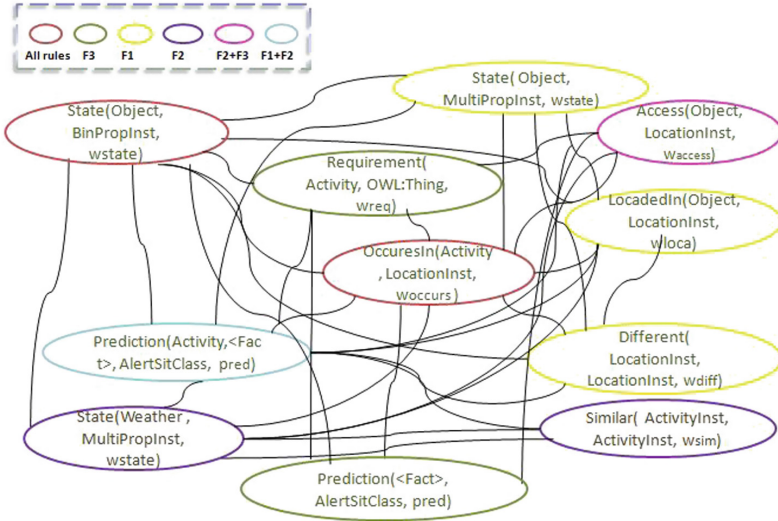 All rules F3 F1 F2 F2+F3 F1+F2
State( Object,
MultiPropInst, wstate)
State(Object,
BinPropInst,
wstate)
Access(Object,
LocationInst,
waccess)
Requirement(
Activity, OWL:Thing,
wreq)
LocadedIn(Object,
LocationInst,
wloca)
OccuresIn(Activity
, LocationInst,
woccurs )
Prediction(Activity,<Fac
t>, AlertSitClass, pred)
Different(
LocationInst,
LocationInst, wdiff)
State(Weather ,
MultiPropInst,
wstate)
Similar( ActivityInst,
ActivityInst, wsim)
Prediction(<Fact>,
AlertSitClass, pred)